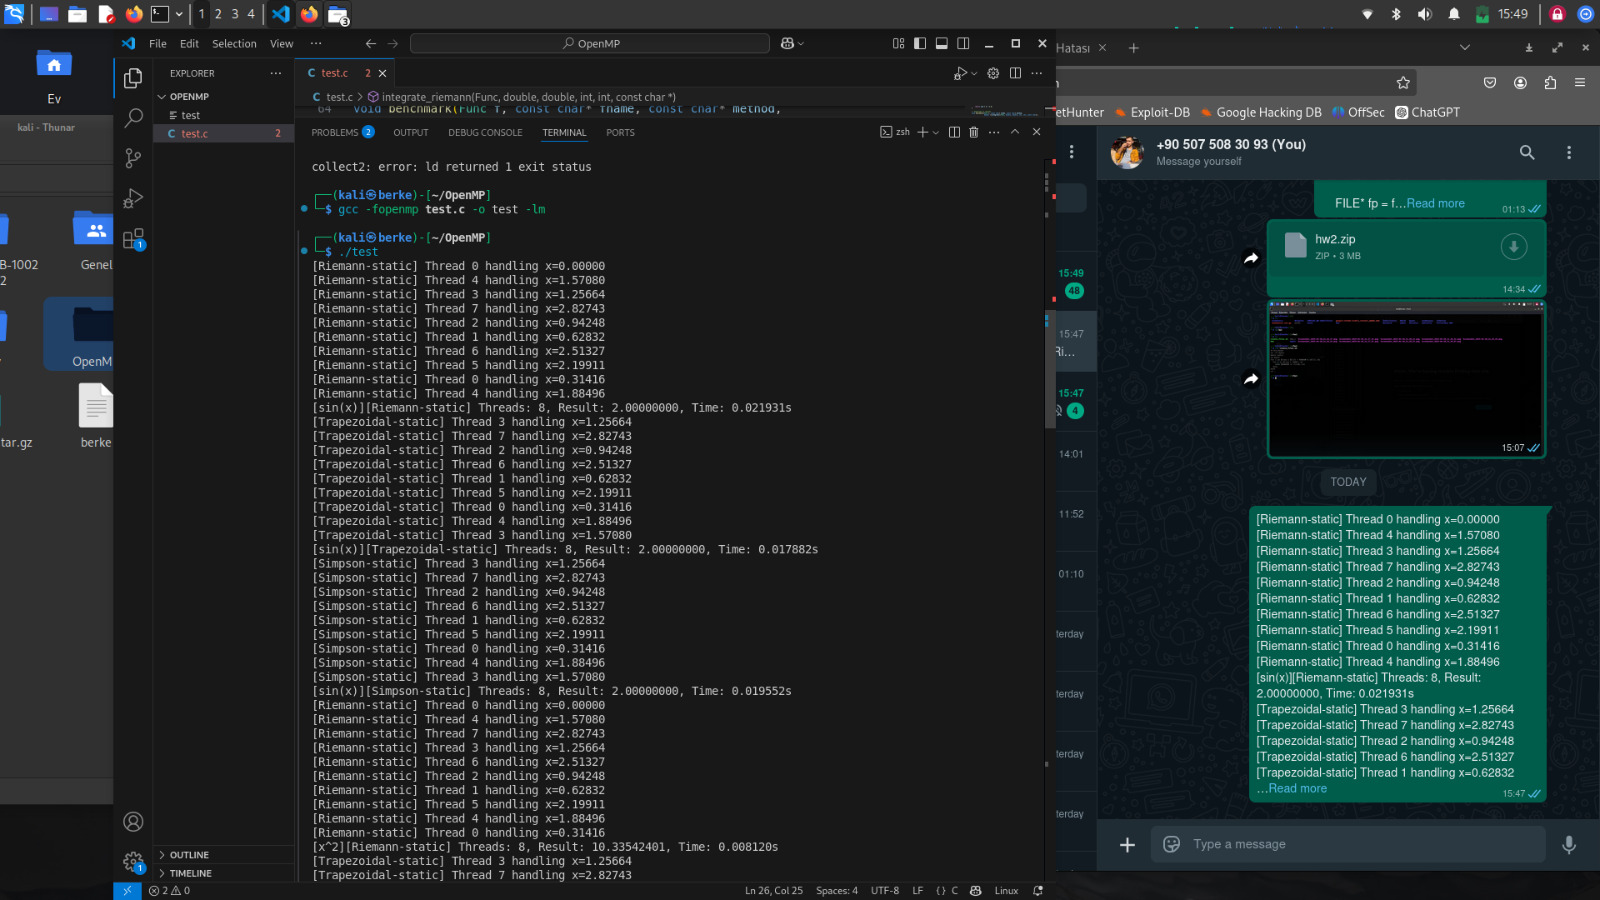 1 2 3 4
3
15:49
Ev
kali - Thunar
B-1002
2
Genel
OpenM
tar.gz
berke
File Edit Selection View ···
OpenMP
EXPLORER
OPENMP
test
C test.c 2
OUTLINE
TIMELINE
1
1
C test.c 2
C test.c > integrate_riemann(Func, double, double, int, int, const char *)
64 void benchmark(Func f, const char* fname, const char* method,
PROBLEMS 2 OUTPUT DEBUG CONSOLE TERMINAL PORTS
zsh
collect2: error: ld returned 1 exit status
┌──(kali㉿berke)-[~/OpenMP]
└─$ gcc -fopenmp test.c -o test -lm
┌──(kali㉿berke)-[~/OpenMP]
└─$ ./test
[Riemann-static] Thread 0 handling x=0.00000
[Riemann-static] Thread 4 handling x=1.57080
[Riemann-static] Thread 3 handling x=1.25664
[Riemann-static] Thread 7 handling x=2.82743
[Riemann-static] Thread 2 handling x=0.94248
[Riemann-static] Thread 1 handling x=0.62832
[Riemann-static] Thread 6 handling x=2.51327
[Riemann-static] Thread 5 handling x=2.19911
[Riemann-static] Thread 0 handling x=0.31416
[Riemann-static] Thread 4 handling x=1.88496
[sin(x)][Riemann-static] Threads: 8, Result: 2.00000000, Time: 0.021931s
[Trapezoidal-static] Thread 3 handling x=1.25664
[Trapezoidal-static] Thread 7 handling x=2.82743
[Trapezoidal-static] Thread 2 handling x=0.94248
[Trapezoidal-static] Thread 6 handling x=2.51327
[Trapezoidal-static] Thread 1 handling x=0.62832
[Trapezoidal-static] Thread 5 handling x=2.19911
[Trapezoidal-static] Thread 0 handling x=0.31416
[Trapezoidal-static] Thread 4 handling x=1.88496
[Trapezoidal-static] Thread 3 handling x=1.57080
[sin(x)][Trapezoidal-static] Threads: 8, Result: 2.00000000, Time: 0.017882s
[Simpson-static] Thread 3 handling x=1.25664
[Simpson-static] Thread 7 handling x=2.82743
[Simpson-static] Thread 2 handling x=0.94248
[Simpson-static] Thread 6 handling x=2.51327
[Simpson-static] Thread 1 handling x=0.62832
[Simpson-static] Thread 5 handling x=2.19911
[Simpson-static] Thread 0 handling x=0.31416
[Simpson-static] Thread 4 handling x=1.88496
[Simpson-static] Thread 3 handling x=1.57080
[sin(x)][Simpson-static] Threads: 8, Result: 2.00000000, Time: 0.019552s
[Riemann-static] Thread 0 handling x=0.00000
[Riemann-static] Thread 4 handling x=1.57080
[Riemann-static] Thread 7 handling x=2.82743
[Riemann-static] Thread 3 handling x=1.25664
[Riemann-static] Thread 6 handling x=2.51327
[Riemann-static] Thread 2 handling x=0.94248
[Riemann-static] Thread 1 handling x=0.62832
[Riemann-static] Thread 5 handling x=2.19911
[Riemann-static] Thread 4 handling x=1.88496
[Riemann-static] Thread 0 handling x=0.31416
[x^2][Riemann-static] Threads: 8, Result: 10.33542401, Time: 0.008120s
[Trapezoidal-static] Thread 3 handling x=1.25664
[Trapezoidal-static] Thread 7 handling x=2.82743
2 0
Ln 26, Col 25 Spaces: 4 UTF-8 LF {} C Linux
Hatası
etHunter Exploit-DB Google Hacking DB OffSec ChatGPT
15:49
48
15:47
Ri...
15:47
4
14:01
11:52
01:10
terday
terday
terday
terday
+90 507 508 30 93 (You)
Message yourself
FILE* fp = f...Read more
01:13
hw2.zip
ZIP • 3 MB
14:34
15:07
TODAY
[Riemann-static] Thread 0 handling x=0.00000
[Riemann-static] Thread 4 handling x=1.57080
[Riemann-static] Thread 3 handling x=1.25664
[Riemann-static] Thread 7 handling x=2.82743
[Riemann-static] Thread 2 handling x=0.94248
[Riemann-static] Thread 1 handling x=0.62832
[Riemann-static] Thread 6 handling x=2.51327
[Riemann-static] Thread 5 handling x=2.19911
[Riemann-static] Thread 0 handling x=0.31416
[Riemann-static] Thread 4 handling x=1.88496
[sin(x)][Riemann-static] Threads: 8, Result:
2.00000000, Time: 0.021931s
[Trapezoidal-static] Thread 3 handling x=1.25664
[Trapezoidal-static] Thread 7 handling x=2.82743
[Trapezoidal-static] Thread 2 handling x=0.94248
[Trapezoidal-static] Thread 6 handling x=2.51327
[Trapezoidal-static] Thread 1 handling x=0.62832
...Read more
15:47
Type a message